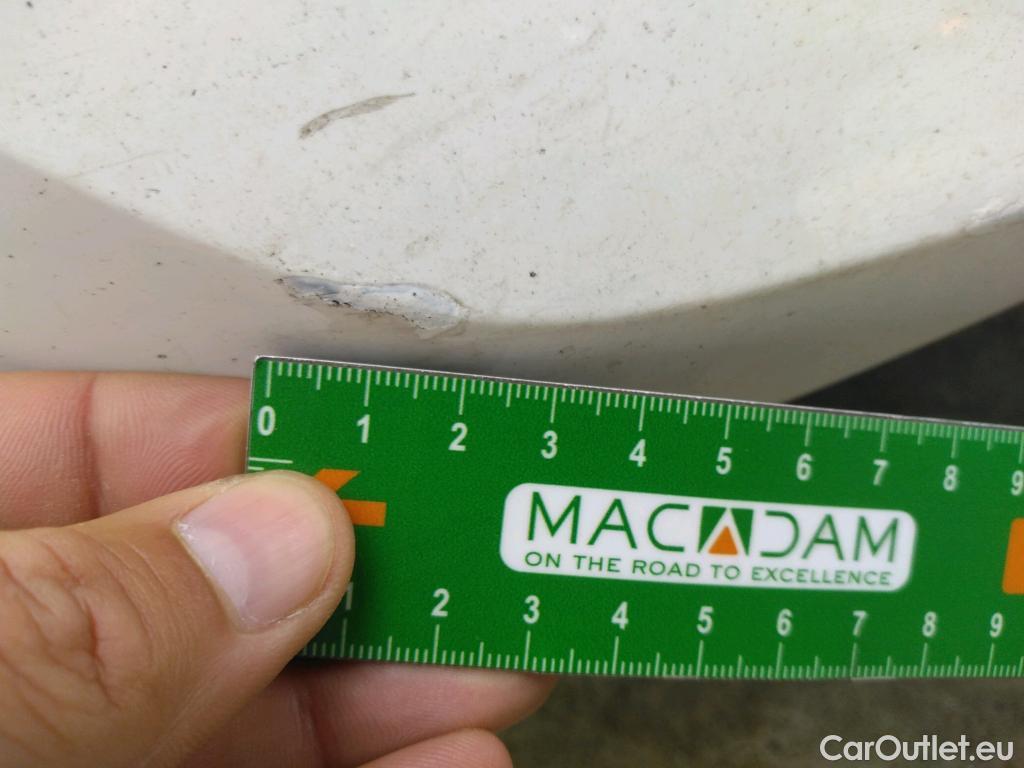 0 1 2 3 4 5 6 7 8 9
MACADAM
ON THE ROAD TO EXCELLENCE
1 2 3 4 5 6 7 8 9
CarOutlet.eu